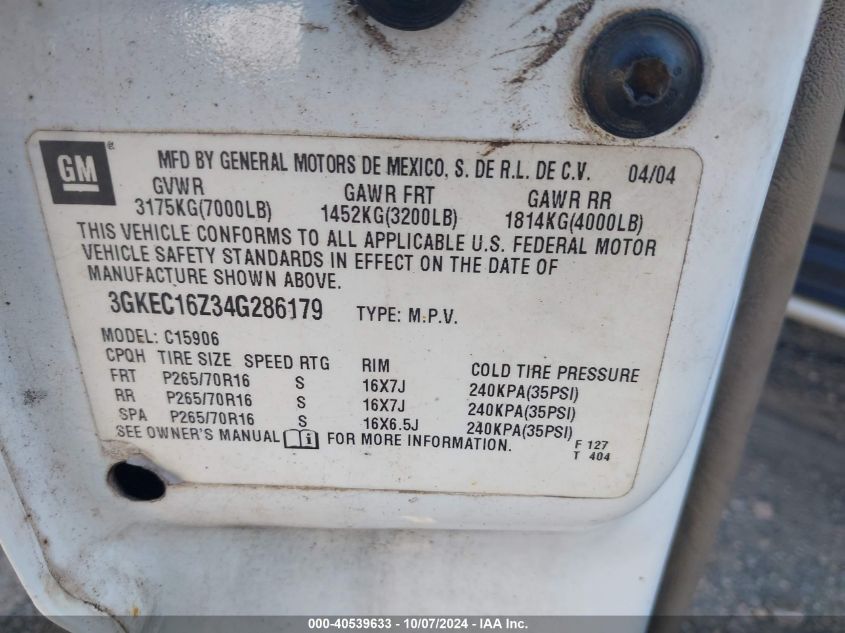 GM ® MFD BY GENERAL MOTORS DE MEXICO, S. DE R.L. DE C.V. 04/04
GVWR GAWR FRT GAWR RR
3175KG(7000LB) 1452KG(3200LB) 1814KG(4000LB)
THIS VEHICLE CONFORMS TO ALL APPLICABLE U.S. FEDERAL MOTOR
VEHICLE SAFETY STANDARDS IN EFFECT ON THE DATE OF
MANUFACTURE SHOWN ABOVE.
3GKEC16Z34G286179 TYPE: M.P.V.
MODEL: C15906
CPQH TIRE SIZE SPEED RTG RIM COLD TIRE PRESSURE
FRT P265/70R16 S 16X7J 240KPA(35PSI)
RR P265/70R16 S 16X7J 240KPA(35PSI)
SPA P265/70R16 S 16X6.5J 240KPA(35PSI)
SEE OWNER'S MANUAL FOR MORE INFORMATION. F 127
T 404
000-40539633 - 10/07/2024 - IAA Inc.